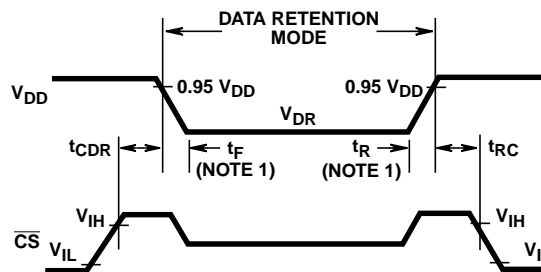 DATA RETENTION
MODE
VDD
0.95 VDD
0.95 VDD
VDR
tCDR
tF
tR
tRC
(NOTE 1)
(NOTE 1)
VIH
VIH
CS
VIL